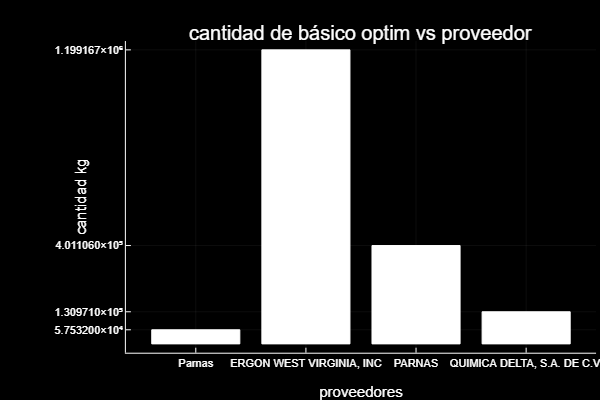 cantidad de básico optim vs proveedor
cantidad kg
1.199167×10⁶
4.011060×10⁵
1.309710×10⁵
5.753200×10⁴
Parnas
ERGON WEST VIRGINIA, INC
PARNAS
QUIMICA DELTA, S.A. DE C.V
proveedores